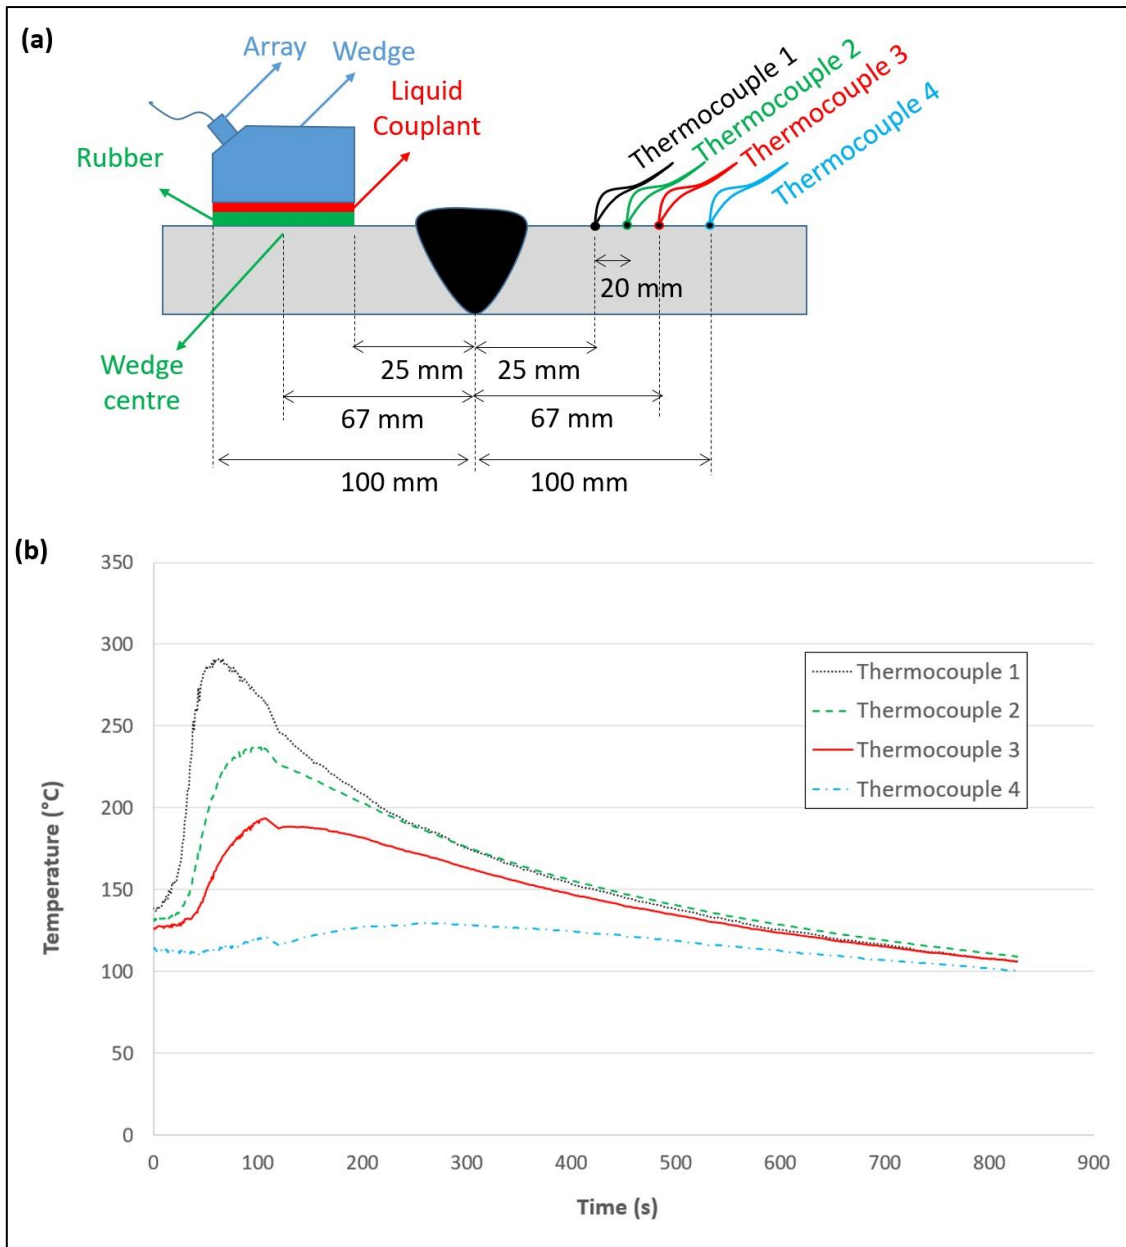 (a)
Array
Wedge
Liquid
Couplant
Rubber
Thermocouple 1
Thermocouple 2
Thermocouple 3
Thermocouple 4
20 mm
Wedge
centre
25 mm
25 mm
67 mm
67 mm
100 mm
100 mm
(b)
350
300
250
200
150
100
50
0
Temperature (°C)
Thermocouple 1
Thermocouple 2
Thermocouple 3
Thermocouple 4
0 100 200 300 400 500 600 700 800 900
Time (s)